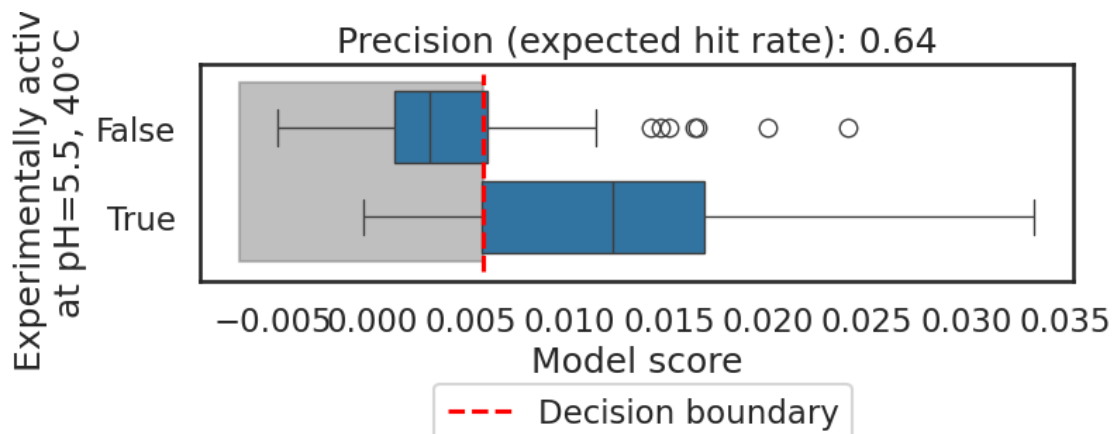 Precision (expected hit rate): 0.64
Experimentally activ
at pH=5.5, 40°C
False
True
−0.005 0.000 0.005 0.010 0.015 0.020 0.025 0.030 0.035
Model score
Decision boundary